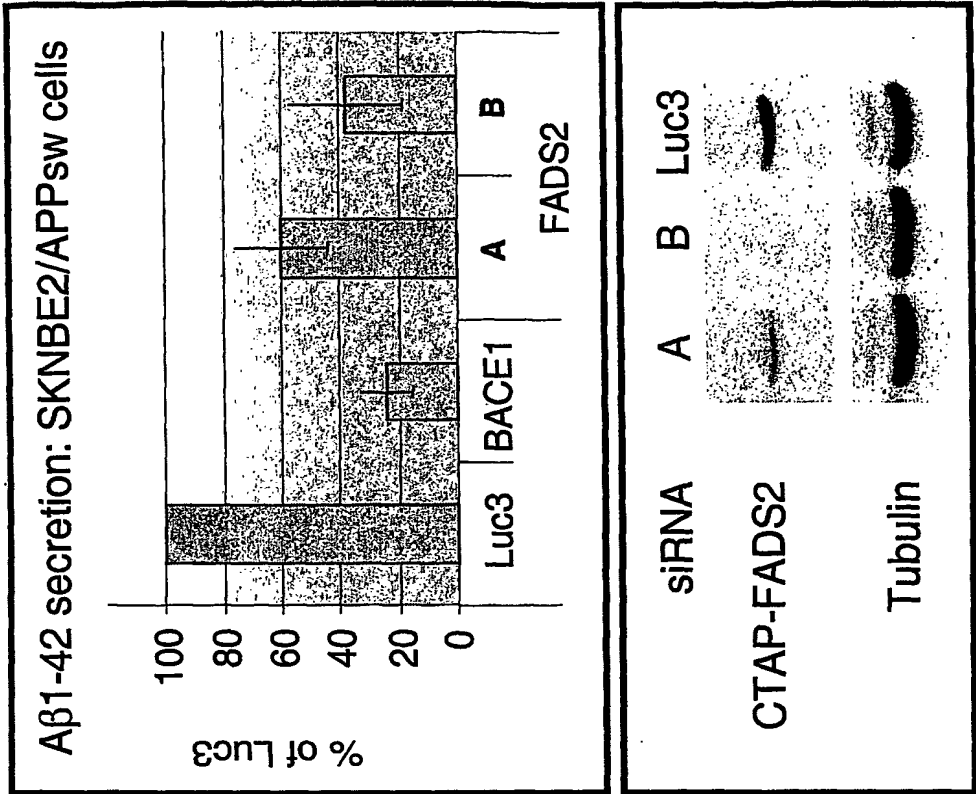 Aβ1-42 secretion: SKNBE2/APPsw cells
% of Luc3
100
80
60
40
20
0
Luc3
BACE1
A
B
FADS2
siRNA
A
B
Luc3
CTAP-FADS2
Tubulin